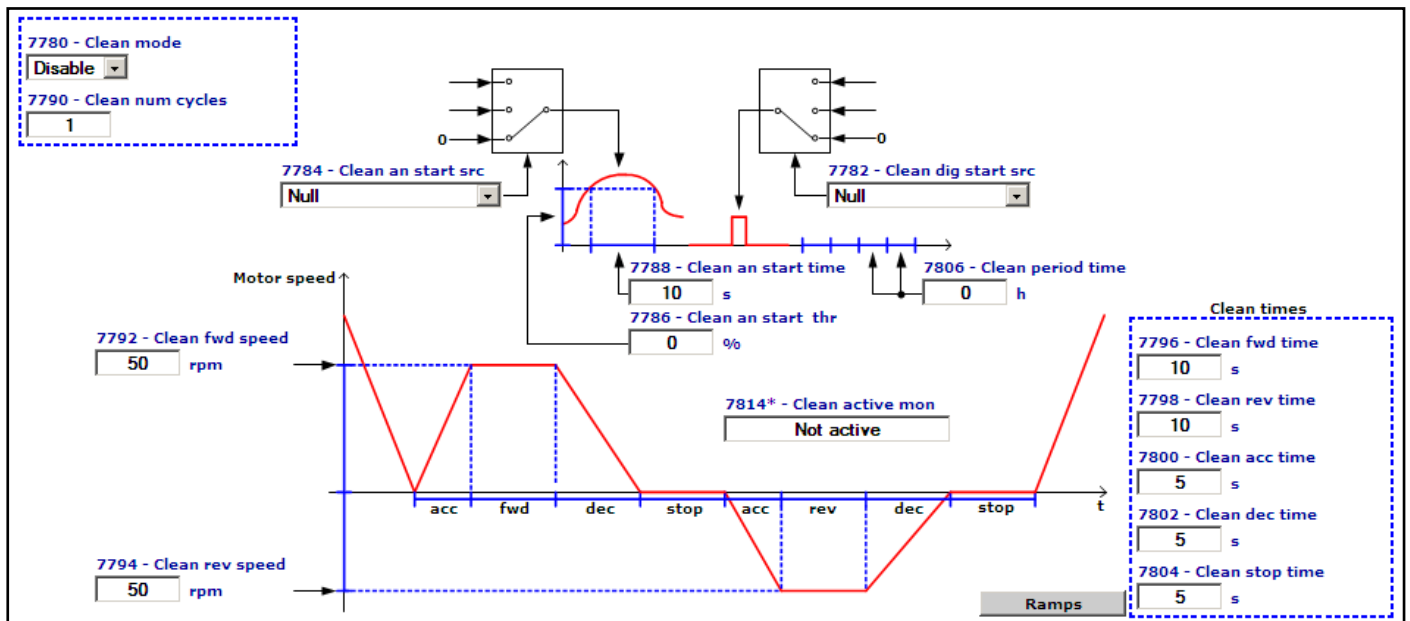 7780 - Clean mode
Disable
7790 - Clean num cycles
1
0
0
7784 - Clean an start src
Null
7782 - Clean dig start src
Null
7788 - Clean an start time
10 s
7806 - Clean period time
0 h
7786 - Clean an start  thr
0 %
Motor speed
7792 - Clean fwd speed
50 rpm
7814* - Clean active mon
Not active
acc fwd dec stop acc rev dec stop t
7794 - Clean rev speed
50 rpm
Ramps
Clean times
7796 - Clean fwd time
10 s
7798 - Clean rev time
10 s
7800 - Clean acc time
5 s
7802 - Clean dec time
5 s
7804 - Clean stop time
5 s